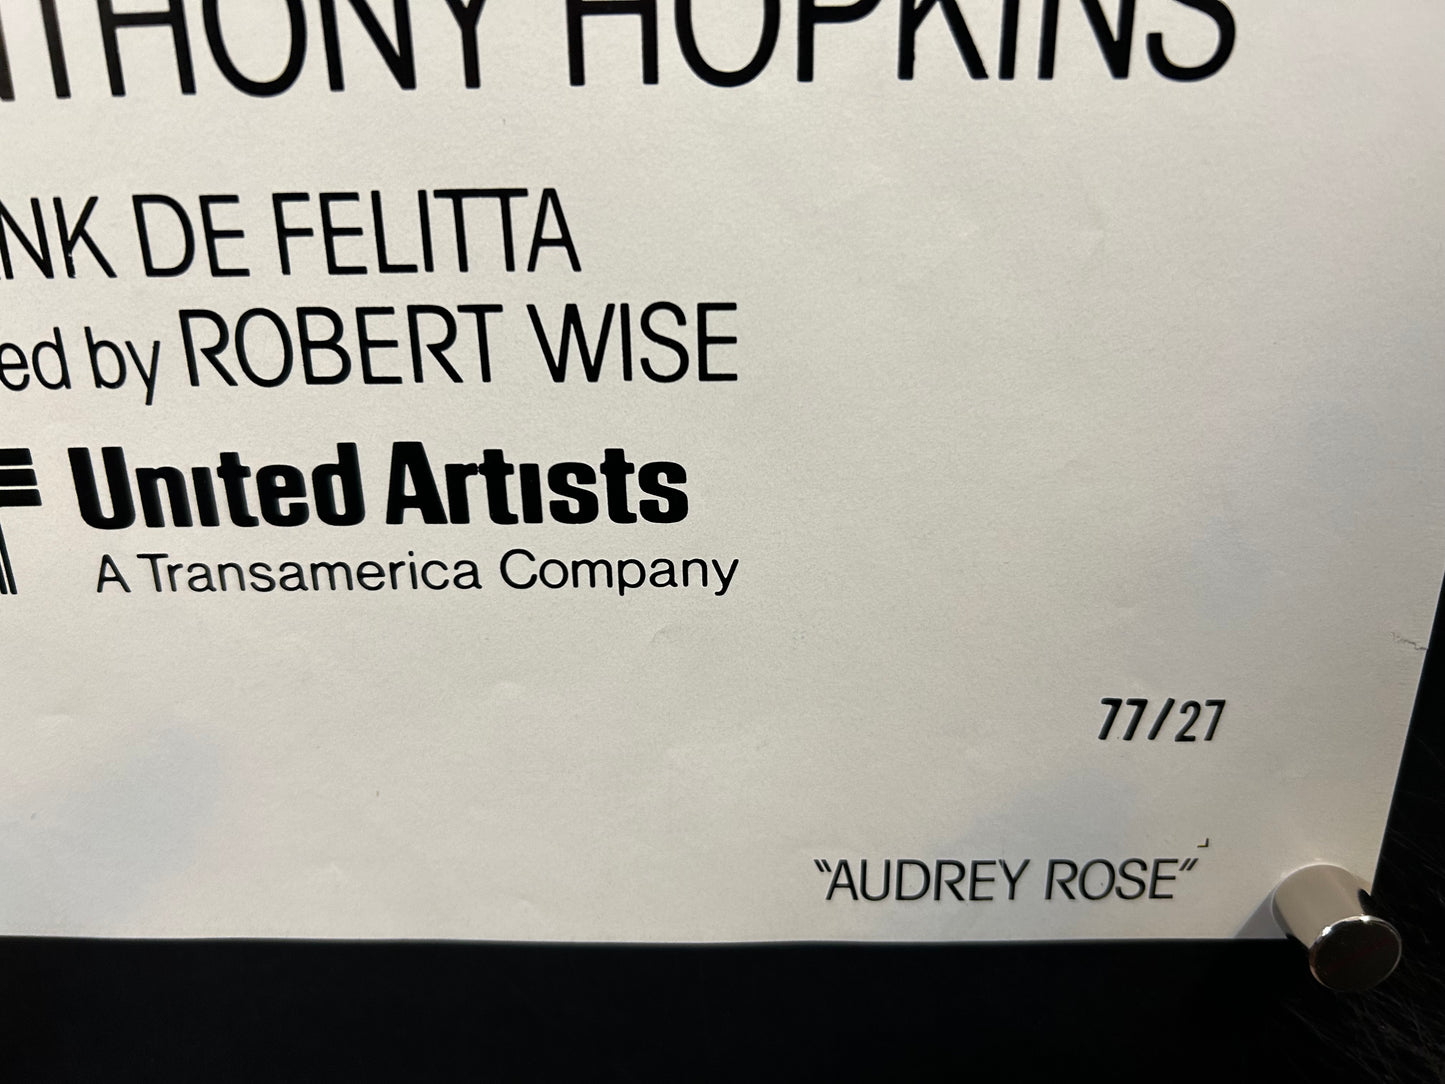 NTHONY HOPKINS
NK DE FELITTA
ed by ROBERT WISE
United Artists
A Transamerica Company
77/27
"AUDREY ROSE"